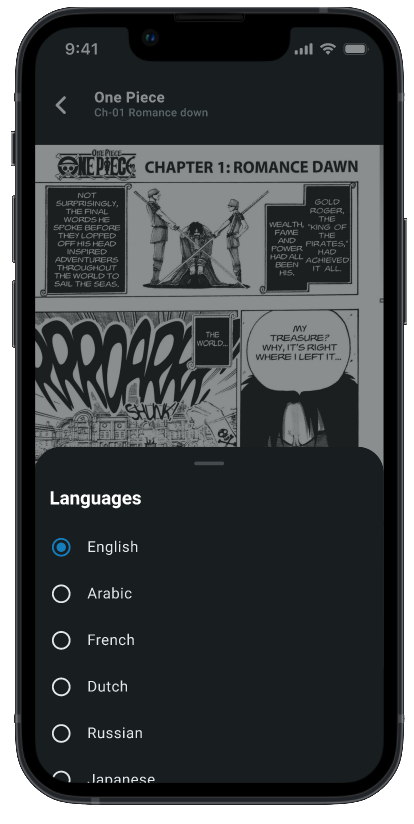 9:41
One Piece
Ch-01 Romance down
ONE PIECE
ONE PIECE
CHAPTER 1: ROMANCE DAWN
GOLD
ROGER,
THE
"KING OF
THE
PIRATES,"
HAD
ACHIEVED
IT ALL.
WEALTH,
FAME
AND
POWER
HAD ALL
BEEN
HIS.
NOT
SURPRISINGLY,
THE FINAL
WORDS HE
SPOKE BEFORE
THEY LOPPED
OFF HIS HEAD
INSPIRED
ADVENTURERS
THROUGHOUT
THE WORLD TO
SAIL THE SEAS.
MY
TREASURE?
WHY, IT'S RIGHT
WHERE I LEFT IT...
THE
WORLD...
SHUNK
Languages
English
Arabic
French
Dutch
Russian
Japanese